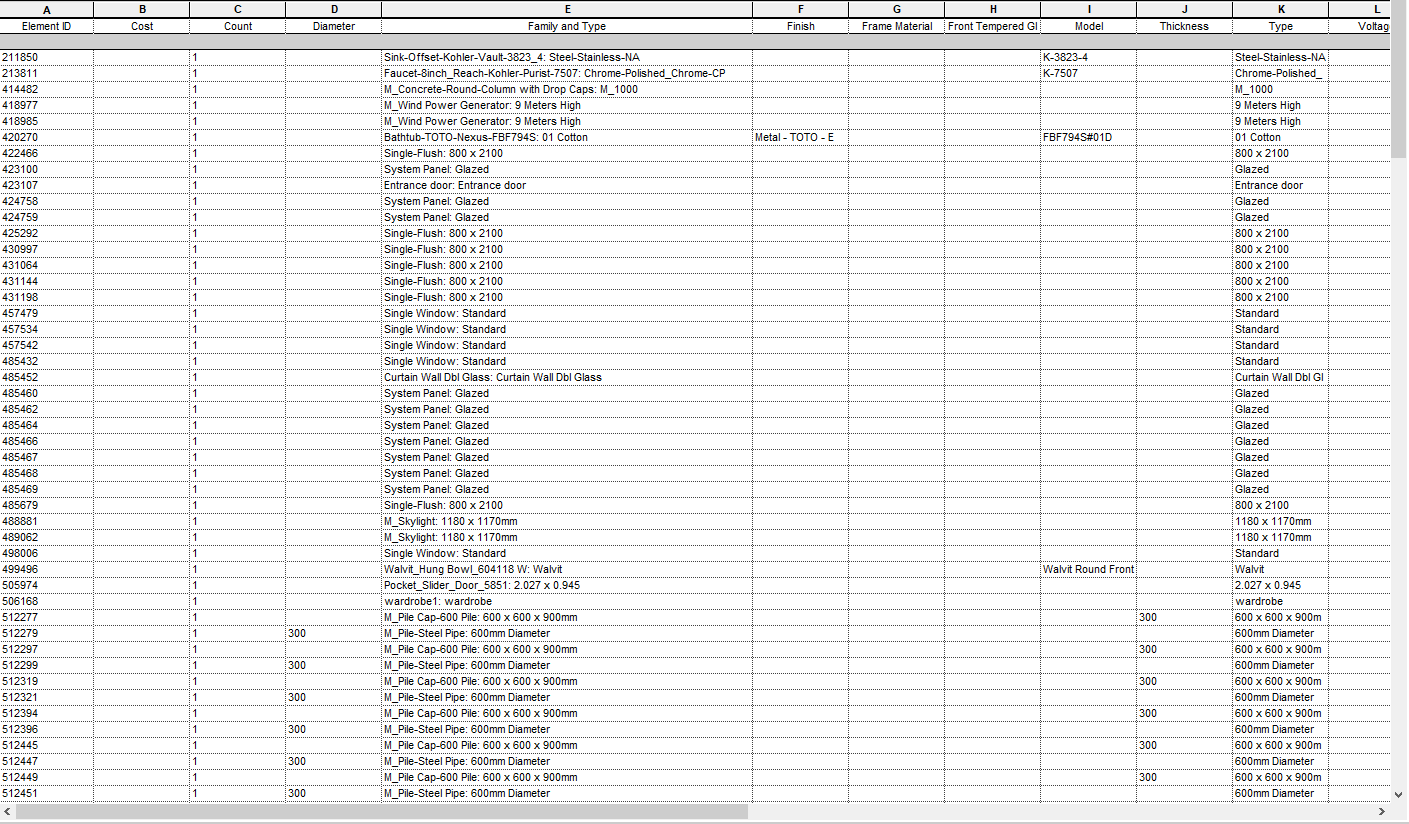 A B C D E F G H I J K L
Element ID Cost Count Diameter Family and Type Finish Frame Material Front Tempered Gl Model Thickness Type Voltag
211850 1 Sink-Offset-Kohler-Vault-3823_4: Steel-Stainless-NA K-3823-4 Steel-Stainless-NA
213811 1 Faucet-8inch_Reach-Kohler-Purist-7507: Chrome-Polished_Chrome-CP K-7507 Chrome-Polished_
414482 1 M_Concrete-Round-Column with Drop Caps: M_1000 M_1000
418977 1 M_Wind Power Generator: 9 Meters High 9 Meters High
418985 1 M_Wind Power Generator: 9 Meters High 9 Meters High
420270 1 Bathtub-TOTO-Nexus-FBF794S: 01 Cotton Metal - TOTO - E FBF794S#01D 01 Cotton
422466 1 Single-Flush: 800 x 2100 800 x 2100
423100 1 System Panel: Glazed Glazed
423107 1 Entrance door: Entrance door Entrance door
424758 1 System Panel: Glazed Glazed
424759 1 System Panel: Glazed Glazed
425292 1 Single-Flush: 800 x 2100 800 x 2100
430997 1 Single-Flush: 800 x 2100 800 x 2100
431064 1 Single-Flush: 800 x 2100 800 x 2100
431144 1 Single-Flush: 800 x 2100 800 x 2100
431198 1 Single-Flush: 800 x 2100 800 x 2100
457479 1 Single Window: Standard Standard
457534 1 Single Window: Standard Standard
457542 1 Single Window: Standard Standard
485432 1 Single Window: Standard Standard
485452 1 Curtain Wall Dbl Glass: Curtain Wall Dbl Glass Curtain Wall Dbl Gl
485460 1 System Panel: Glazed Glazed
485462 1 System Panel: Glazed Glazed
485464 1 System Panel: Glazed Glazed
485466 1 System Panel: Glazed Glazed
485467 1 System Panel: Glazed Glazed
485468 1 System Panel: Glazed Glazed
485469 1 System Panel: Glazed Glazed
485679 1 Single-Flush: 800 x 2100 800 x 2100
488881 1 M_Skylight: 1180 x 1170mm 1180 x 1170mm
489062 1 M_Skylight: 1180 x 1170mm 1180 x 1170mm
498006 1 Single Window: Standard Standard
499496 1 Walvit_Hung Bowl_604118 W: Walvit Walvit Round Front Walvit
505974 1 Pocket_Slider_Door_5851: 2.027 x 0.945 2.027 x 0.945
506168 1 wardrobe1: wardrobe wardrobe
512277 1 M_Pile Cap-600 Pile: 600 x 600 x 900mm 300 600 x 600 x 900m
512279 1 300 M_Pile-Steel Pipe: 600mm Diameter 600mm Diameter
512297 1 M_Pile Cap-600 Pile: 600 x 600 x 900mm 300 600 x 600 x 900m
512299 1 300 M_Pile-Steel Pipe: 600mm Diameter 600mm Diameter
512319 1 M_Pile Cap-600 Pile: 600 x 600 x 900mm 300 600 x 600 x 900m
512321 1 300 M_Pile-Steel Pipe: 600mm Diameter 600mm Diameter
512394 1 M_Pile Cap-600 Pile: 600 x 600 x 900mm 300 600 x 600 x 900m
512396 1 300 M_Pile-Steel Pipe: 600mm Diameter 600mm Diameter
512445 1 M_Pile Cap-600 Pile: 600 x 600 x 900mm 300 600 x 600 x 900m
512447 1 300 M_Pile-Steel Pipe: 600mm Diameter 600mm Diameter
512449 1 M_Pile Cap-600 Pile: 600 x 600 x 900mm 300 600 x 600 x 900m
512451 1 300 M_Pile-Steel Pipe: 600mm Diameter 600mm Diameter